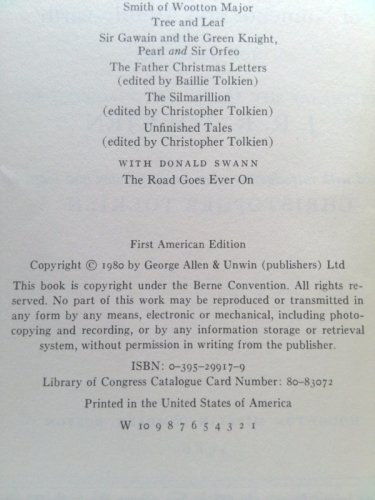 Smith of Wootton Major
Tree and Leaf
Sir Gawain and the Green Knight,
Pearl and Sir Orfeo
The Father Christmas Letters
(edited by Baillie Tolkien)
The Silmarillion
(edited by Christopher Tolkien)
Unfinished Tales
(edited by Christopher Tolkien)
WITH DONALD SWANN
The Road Goes Ever On
First American Edition
Copyright © 1980 by George Allen & Unwin (publishers) Ltd
This book is copyright under the Berne Convention. All rights re-
served. No part of this work may be reproduced or transmitted in
any form by any means, electronic or mechanical, including photo-
copying and recording, or by any information storage or retrieval
system, without permission in writing from the publisher.
ISBN: 0-395-29917-9
Library of Congress Catalogue Card Number: 80-83072
Printed in the United States of America
W 10 9 8 7 6 5 4 3 2 1